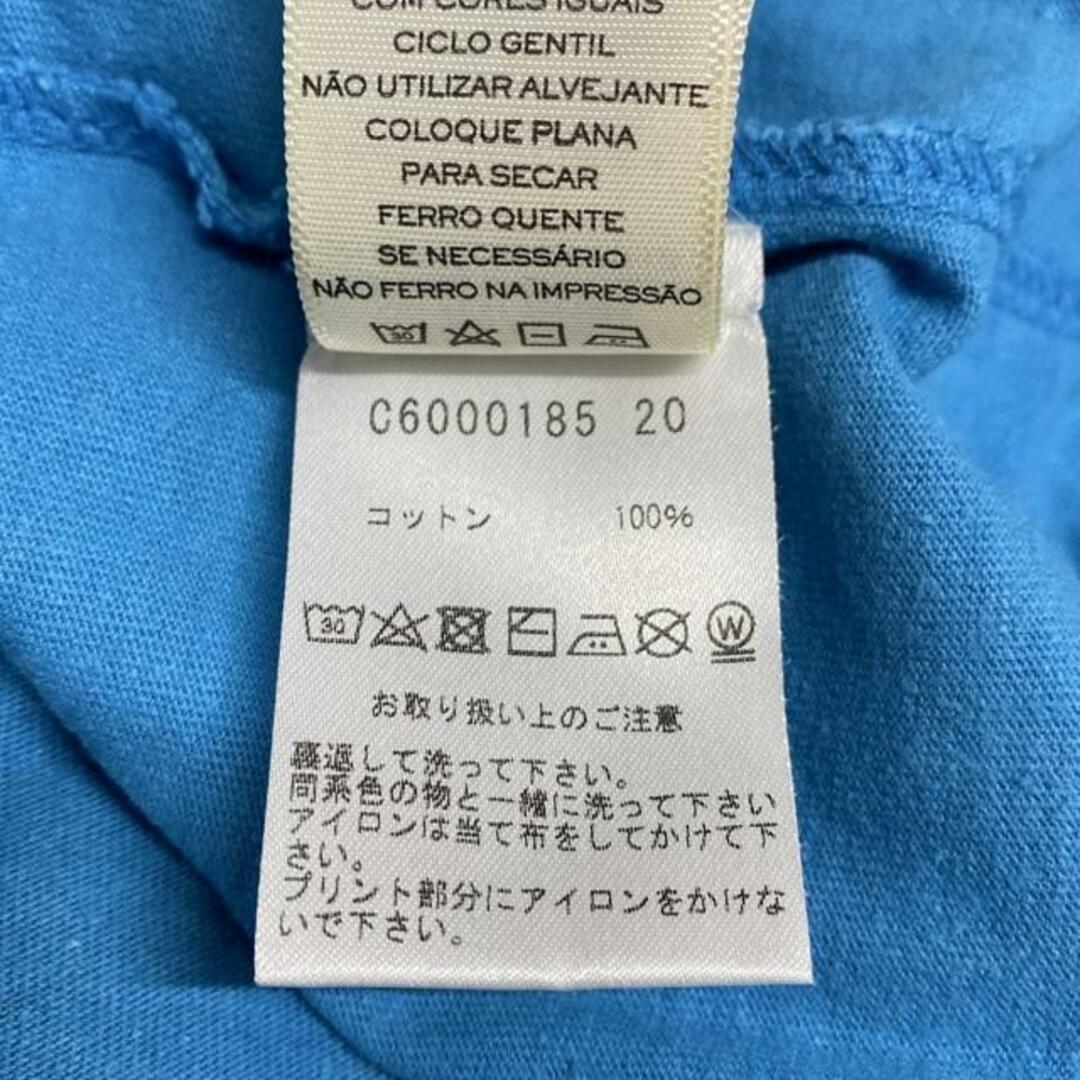 COM CORES IGUAIS
CICLO GENTIL
NÃO UTILIZAR ALVEJANTE
COLOQUE PLANA
PARA SECAR
FERRO QUENTE
SE NECESSÁRIO
NÃO FERRO NA IMPRESSÃO
30
C6000185 20
コットン 100%
30 W
お取り扱い上のご注意
裏返して洗って下さい。
同系色の物と一緒に洗って下さい
アイロンは当て布をしてかけて下
さい。
プリント部分にアイロンをかけな
いで下さい。